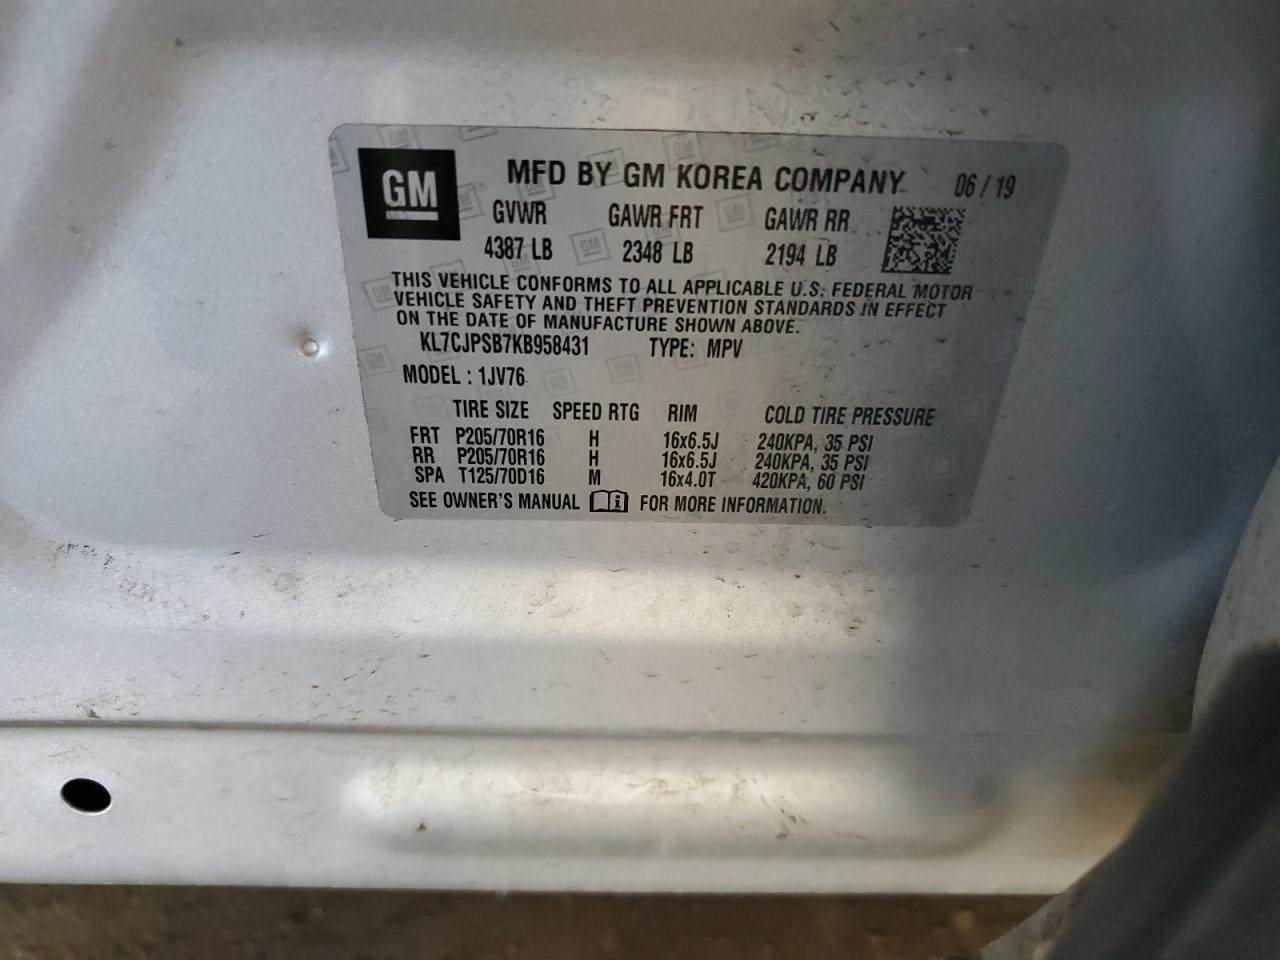 GM
MFD BY GM KOREA COMPANY 06 / 19
GVWR GAWR FRT GAWR RR
4387 LB 2348 LB 2194 LB
THIS VEHICLE CONFORMS TO ALL APPLICABLE U.S. FEDERAL MOTOR
VEHICLE SAFETY AND THEFT PREVENTION STANDARDS IN EFFECT
ON THE DATE OF MANUFACTURE SHOWN ABOVE.
KL7CJPSB7KB958431 TYPE: MPV
MODEL : 1JV76
TIRE SIZE SPEED RTG RIM COLD TIRE PRESSURE
FRT P205/70R16 H 16x6.5J 240KPA, 35 PSI
RR P205/70R16 H 16x6.5J 240KPA, 35 PSI
SPA T125/70D16 M 16x4.0T 420KPA, 60 PSI
SEE OWNER'S MANUAL i FOR MORE INFORMATION.